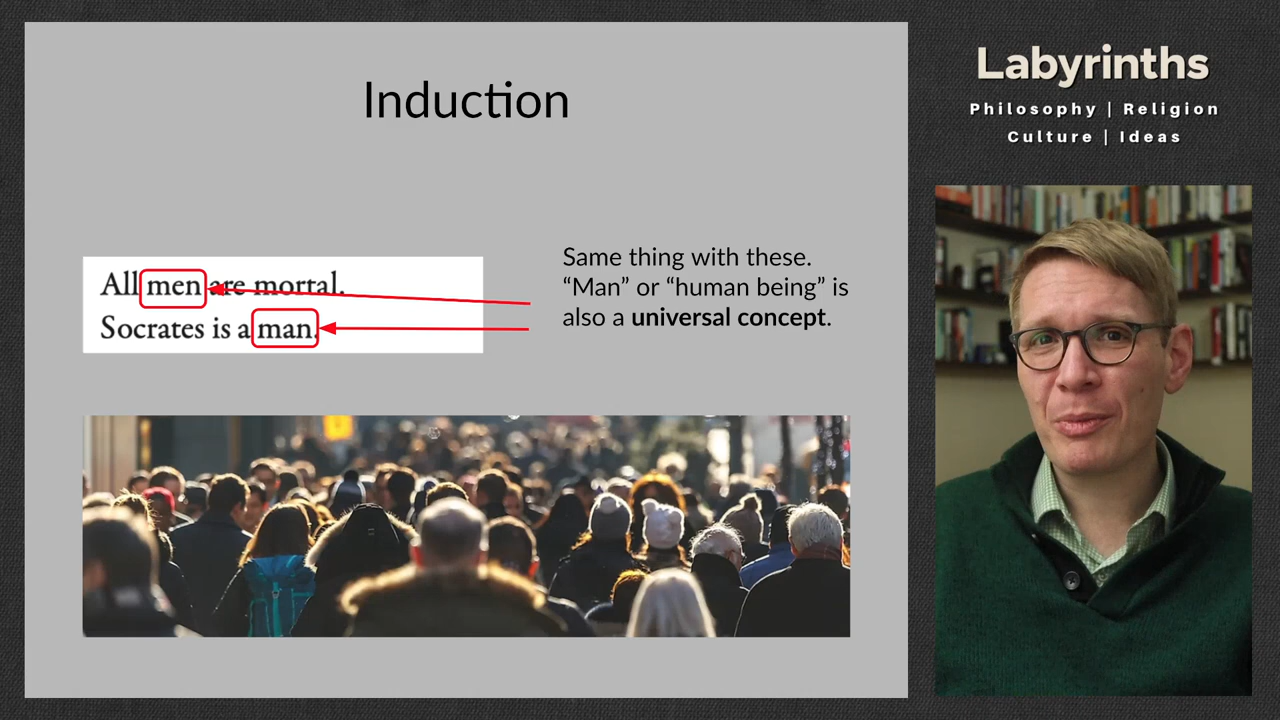 Induction
All men are mortal.
Socrates is a man.
Same thing with these.
“Man” or “human being” is
also a universal concept.
Labyrinths
Philosophy | Religion
Culture | Ideas